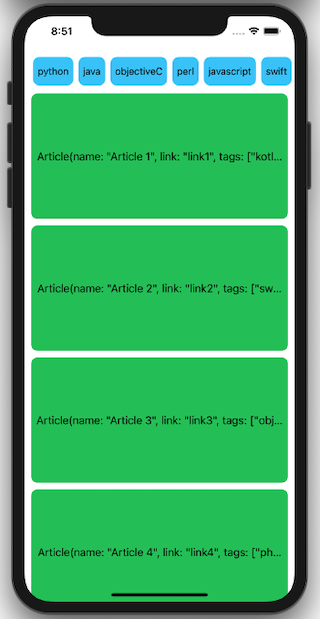 8:51
python java objectiveC perl javascript swift
Article(name: "Article 1", link: "link1", tags: ["kotl...
Article(name: "Article 2", link: "link2", tags: ["sw...
Article(name: "Article 3", link: "link3", tags: ["obj...
Article(name: "Article 4", link: "link4", tags: ["ph...